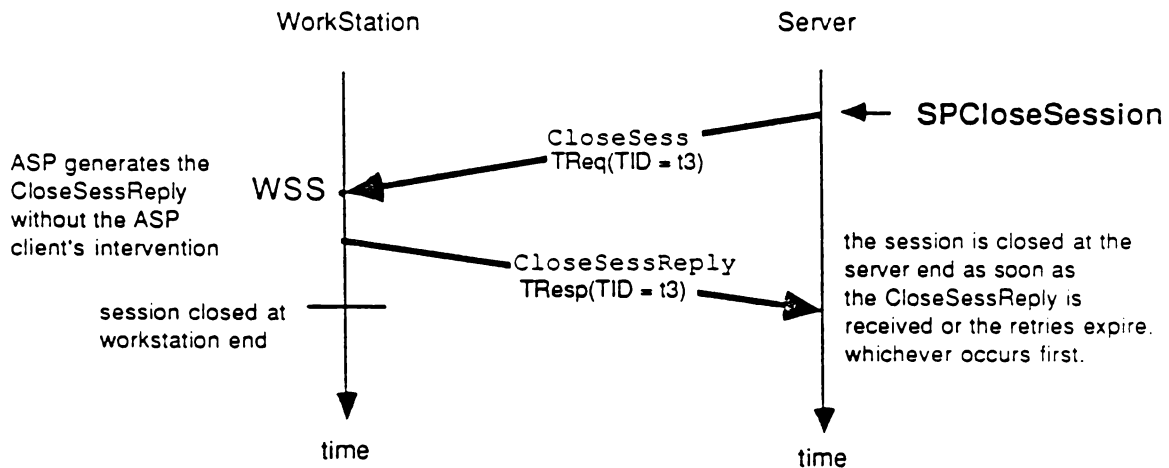 WorkStation
Server
SPCloseSession
CloseSess
TReq(TID = t3)
ASP generates the
CloseSessReply
without the ASP
client's intervention
WSS
CloseSessReply
TResp(TID = t3)
the session is closed at the
server end as soon as
the CloseSessReply is
received or the retries expire.
whichever occurs first.
session closed at
workstation end
time
time